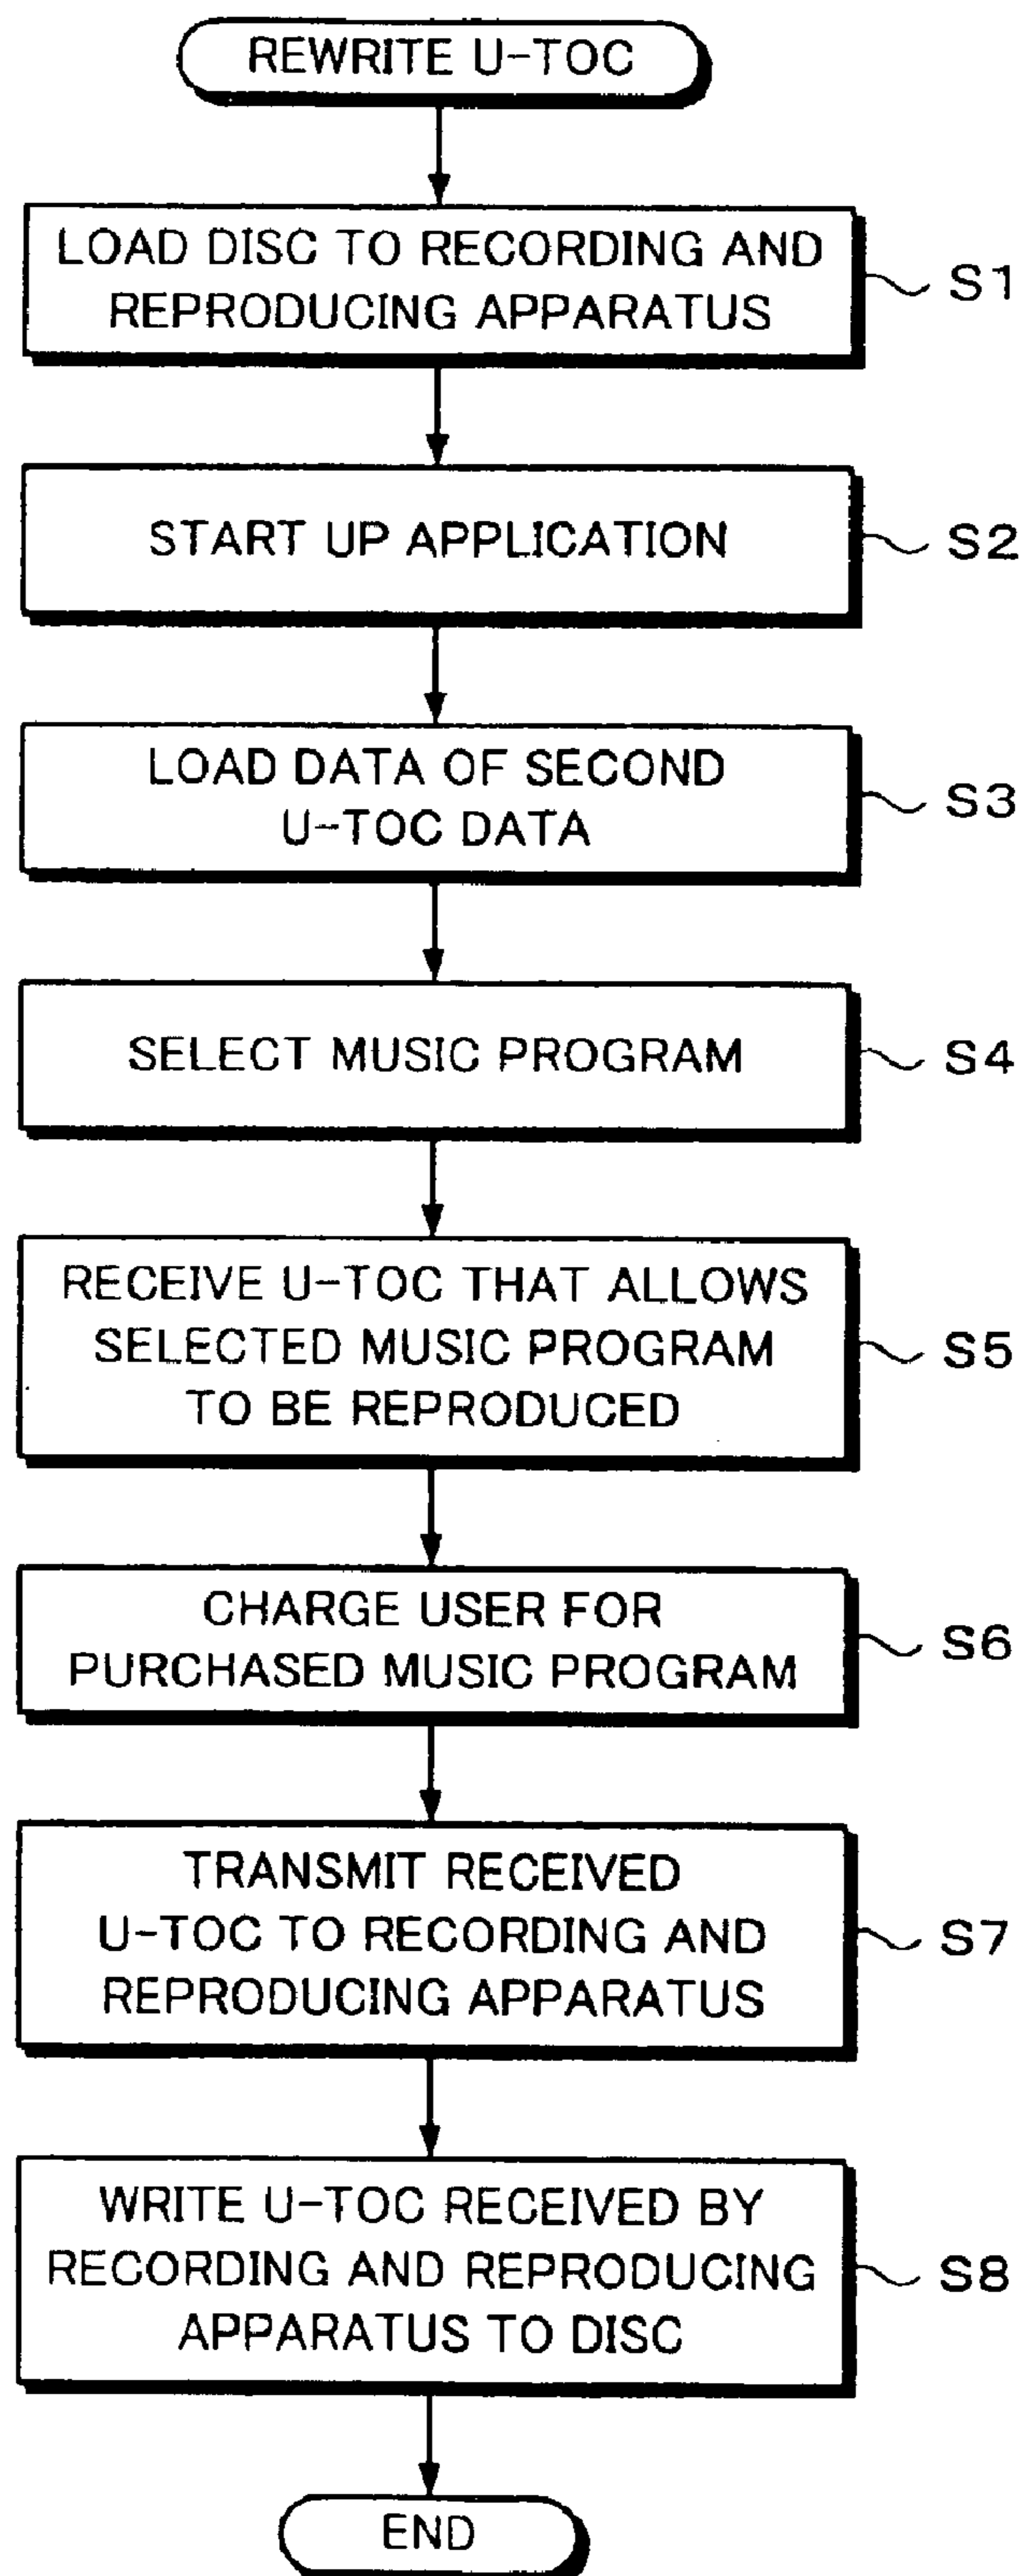 REWRITE U-TOC
LOAD DISC TO RECORDING AND
REPRODUCING APPARATUS
S1
START UP APPLICATION
S2
LOAD DATA OF SECOND
U-TOC DATA
S3
SELECT MUSIC PROGRAM
S4
RECEIVE U-TOC THAT ALLOWS
SELECTED MUSIC PROGRAM
TO BE REPRODUCED
S5
CHARGE USER FOR
PURCHASED MUSIC PROGRAM
S6
TRANSMIT RECEIVED
U-TOC TO RECORDING AND
REPRODUCING APPARATUS
S7
WRITE U-TOC RECEIVED BY
RECORDING AND REPRODUCING
APPARATUS TO DISC
S8
END